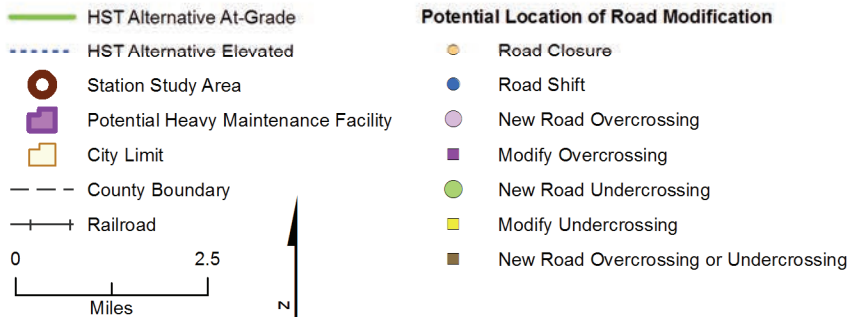 HST Alternative At-Grade
HST Alternative Elevated
Station Study Area
Potential Heavy Maintenance Facility
City Limit
County Boundary
Railroad
0 2.5
Miles
N
Potential Location of Road Modification
Road Closure
Road Shift
New Road Overcrossing
Modify Overcrossing
New Road Undercrossing
Modify Undercrossing
New Road Overcrossing or Undercrossing